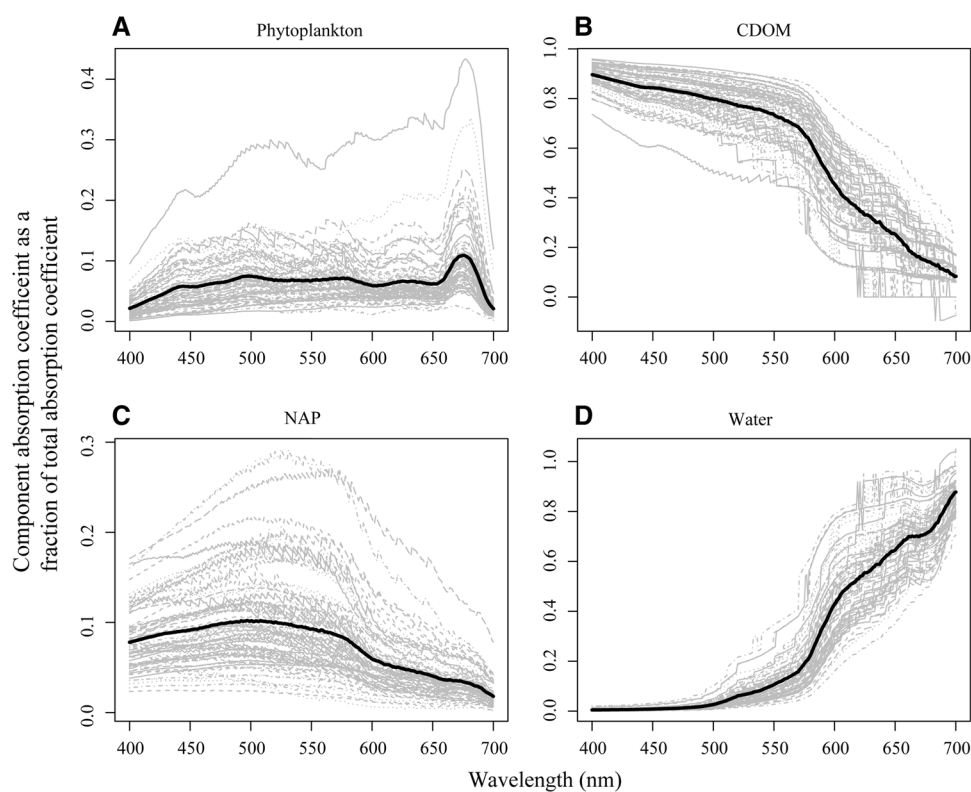 A
Phytoplankton
0.4
0.3
0.2
0.1
0.0
400 450 500 550 600 650 700
B
CDOM
1.0
0.8
0.6
0.4
0.2
0.0
400 450 500 550 600 650 700
Component absorption coefficeint as a
fraction of total absorption coefficient
C
NAP
0.3
0.2
0.1
0.0
400 450 500 550 600 650 700
D
Water
1.0
0.8
0.6
0.4
0.2
0.0
400 450 500 550 600 650 700
Wavelength (nm)